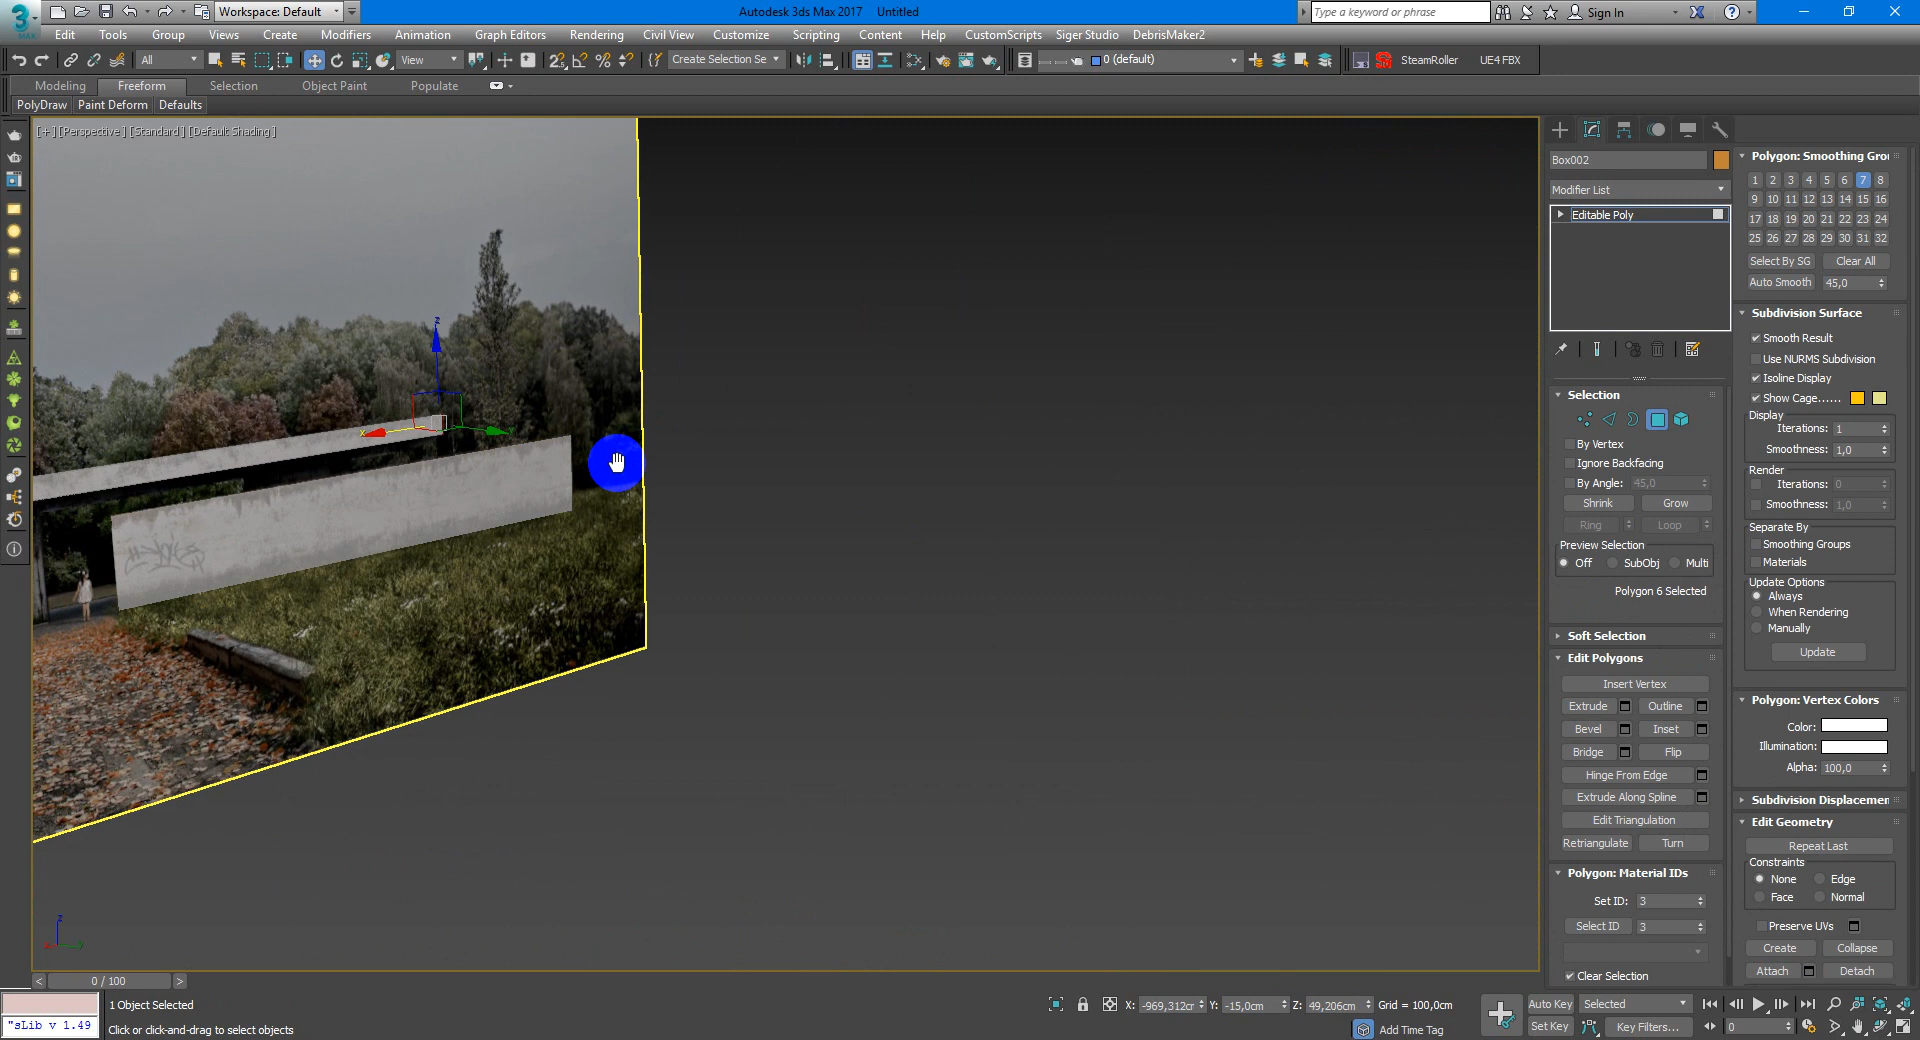 3 MAX Workspace: Default Autodesk 3ds Max 2017 Untitled Type a keyword or phrase Sign In
Edit Tools Group Views Create Modifiers Animation Graph Editors Rendering Civil View Customize Scripting Content Help CustomScripts Siger Studio DebrisMaker2
All View Create Selection Se 0 (default) SteamRoller UE4 FBX
Modeling Freeform Selection Object Paint Populate
PolyDraw Paint Deform Defaults
[+] [Perspective] [Standard] [Default Shading]
Box002
Modifier List
Editable Poly
Selection
By Vertex
Ignore Backfacing
By Angle: 45,0
Shrink Grow
Ring Loop
Preview Selection
Off SubObj Multi
Polygon 6 Selected
Soft Selection
Edit Polygons
Insert Vertex
Extrude Outline
Bevel Inset
Bridge Flip
Hinge From Edge
Extrude Along Spline
Edit Triangulation
Retriangulate Turn
Polygon: Material IDs
Set ID: 3
Select ID 3
Clear Selection
Polygon: Smoothing Grou
1 2 3 4 5 6 7 8
9 10 11 12 13 14 15 16
17 18 19 20 21 22 23 24
25 26 27 28 29 30 31 32
Select By SG Clear All
Auto Smooth 45,0
Subdivision Surface
Smooth Result
Use NURMS Subdivision
Isoline Display
Show Cage......
Display
Iterations: 1
Smoothness: 1,0
Render
Iterations: 0
Smoothness: 1,0
Separate By
Smoothing Groups
Materials
Update Options
Always
When Rendering
Manually
Update
Polygon: Vertex Colors
Color:
Illumination:
Alpha: 100,0
Subdivision Displacemen
Edit Geometry
Repeat Last
Constraints
None Edge
Face Normal
Preserve UVs
Create Collapse
Attach Detach
z
x
z
x
< 0 / 100 >
1 Object Selected
"sLib v 1.49
Click or click-and-drag to select objects
X: -969,312cr Y: -15,0cm Z: 49,206cm Grid = 100,0cm
Add Time Tag
Auto Key Selected
Set Key Key Filters... 0